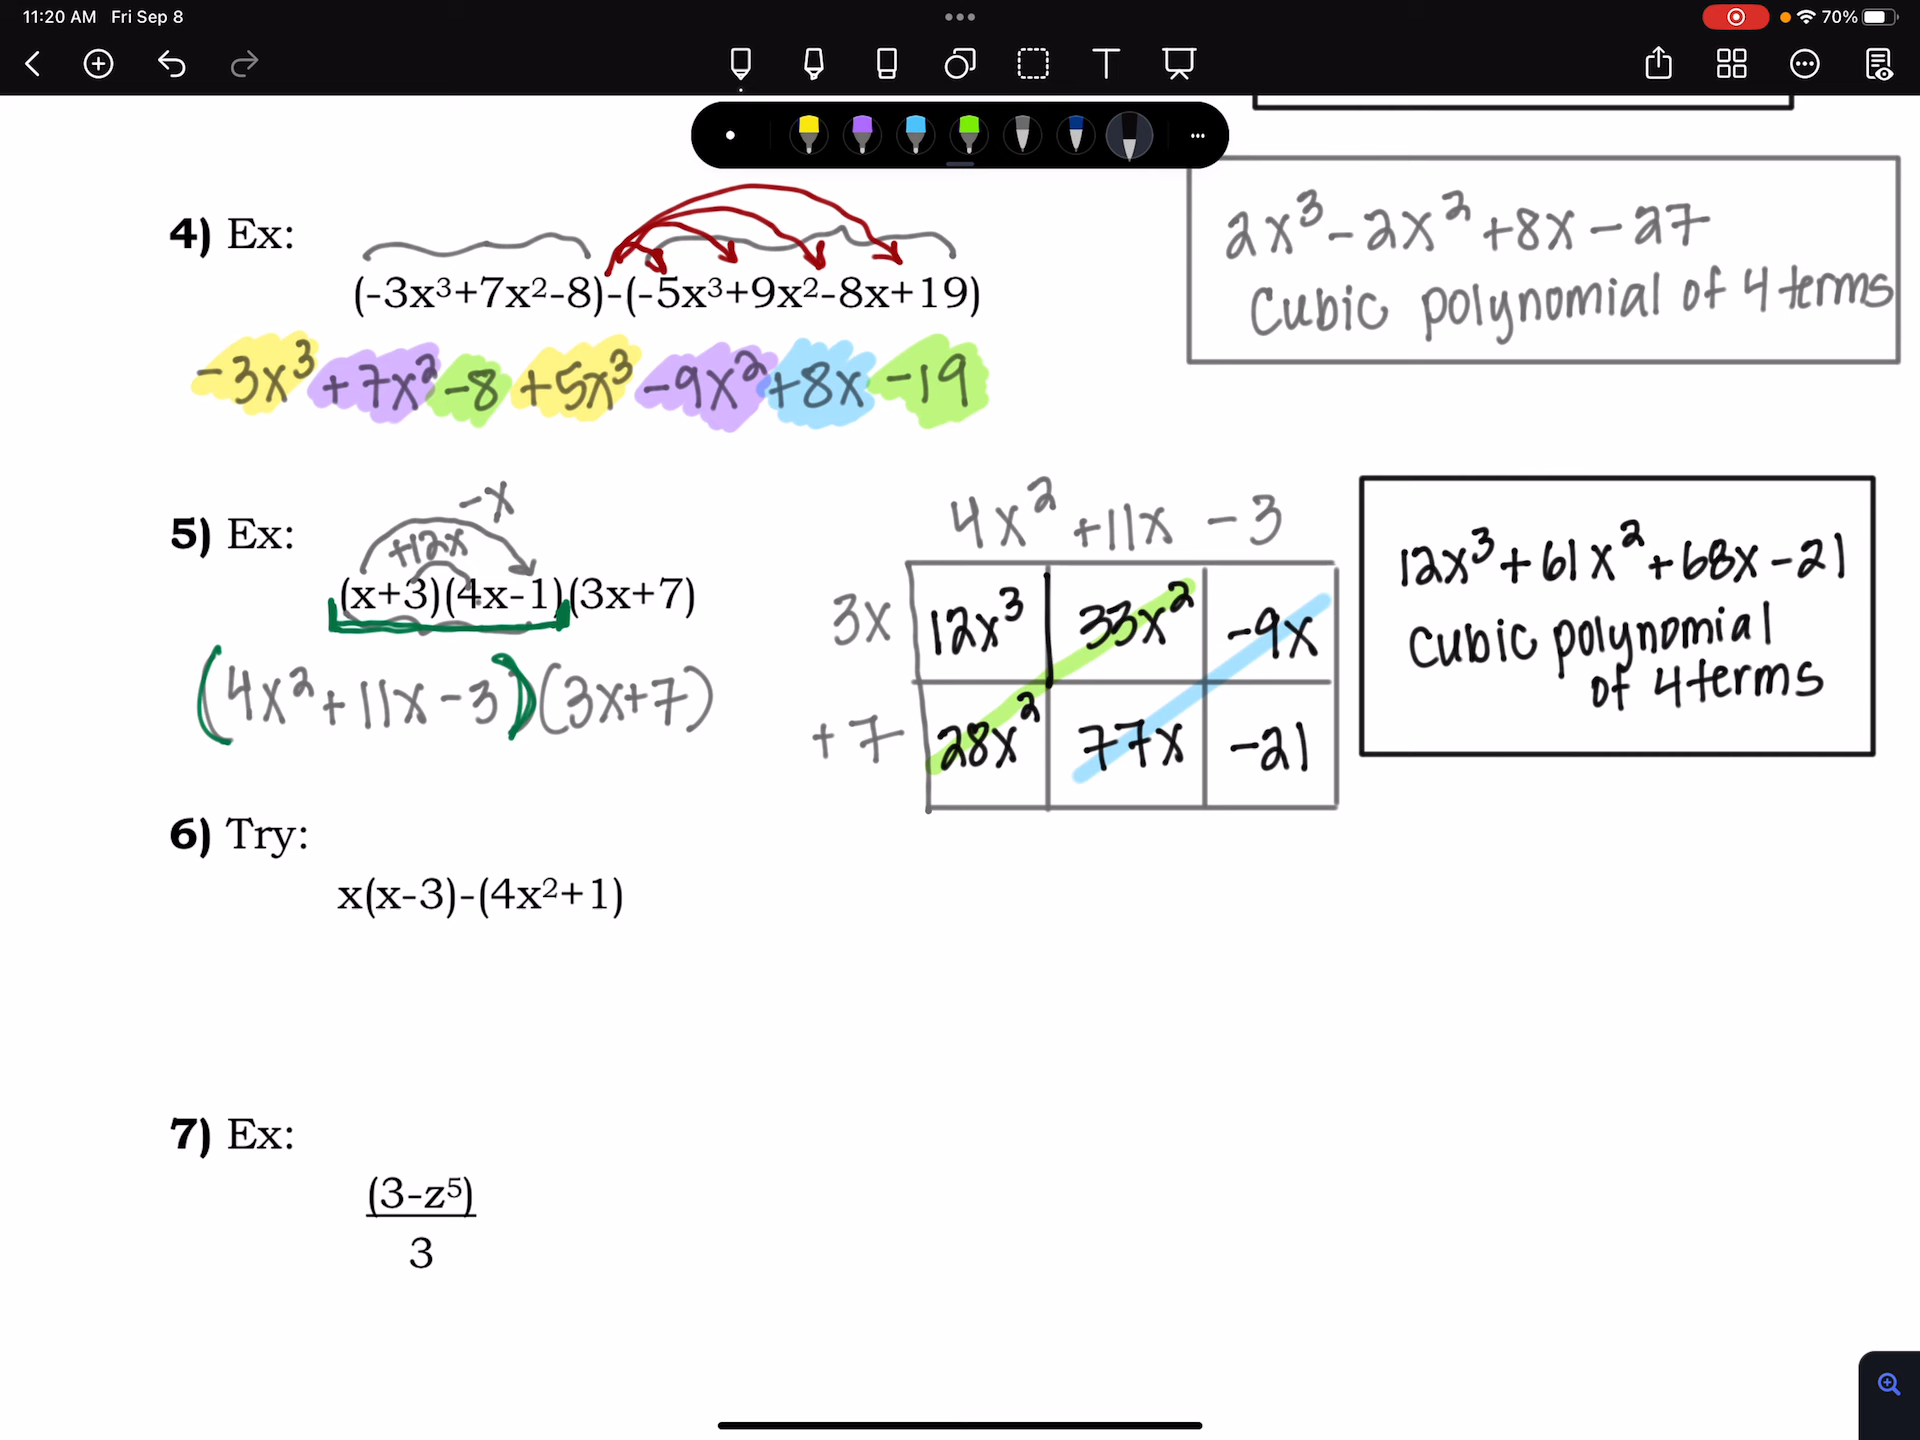 11:20 AM Fri Sep 8
70%
4) Ex:
(-3x³+7x²-8)-(-5x³+9x²-8x+19)
-3x³ +7x² -8 +5x³ -9x² +8x -19
2x³ - 2x² + 8x - 27
Cubic polynomial of 4 terms
5) Ex:
-x
+12x
(x+3)(4x-1)(3x+7)
(4x² + 11x - 3)(3x+7)
4x² +11x -3
3x 12x³ 33x² -9x
+7 28x² 77x -21
12x³ + 61x² + 68x - 21
Cubic polynomial
of 4 terms
6) Try:
x(x-3)-(4x²+1)
7) Ex:
(3-z⁵)
3